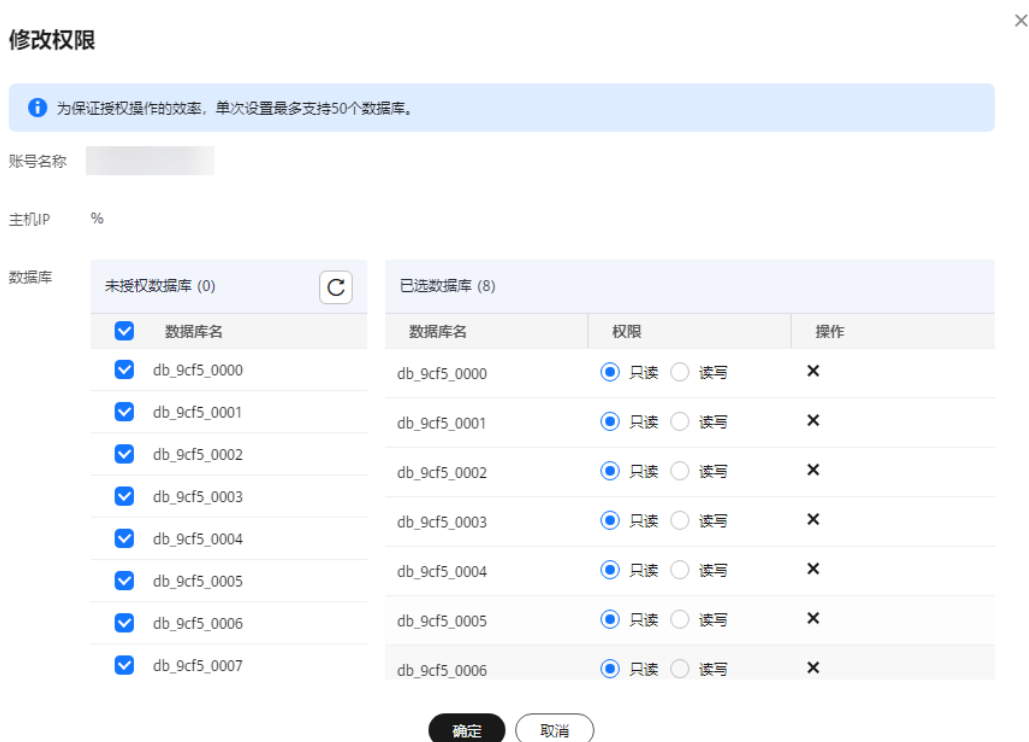 修改权限
为保证授权操作的效率，单次设置最多支持50个数据库。
账号名称
主机IP %
数据库
未授权数据库 (0)
数据库名
db_9cf5_0000
db_9cf5_0001
db_9cf5_0002
db_9cf5_0003
db_9cf5_0004
db_9cf5_0005
db_9cf5_0006
db_9cf5_0007
已选数据库 (8)
数据库名 权限 操作
db_9cf5_0000 只读 读写
db_9cf5_0001 只读 读写
db_9cf5_0002 只读 读写
db_9cf5_0003 只读 读写
db_9cf5_0004 只读 读写
db_9cf5_0005 只读 读写
db_9cf5_0006 只读 读写
确定 取消